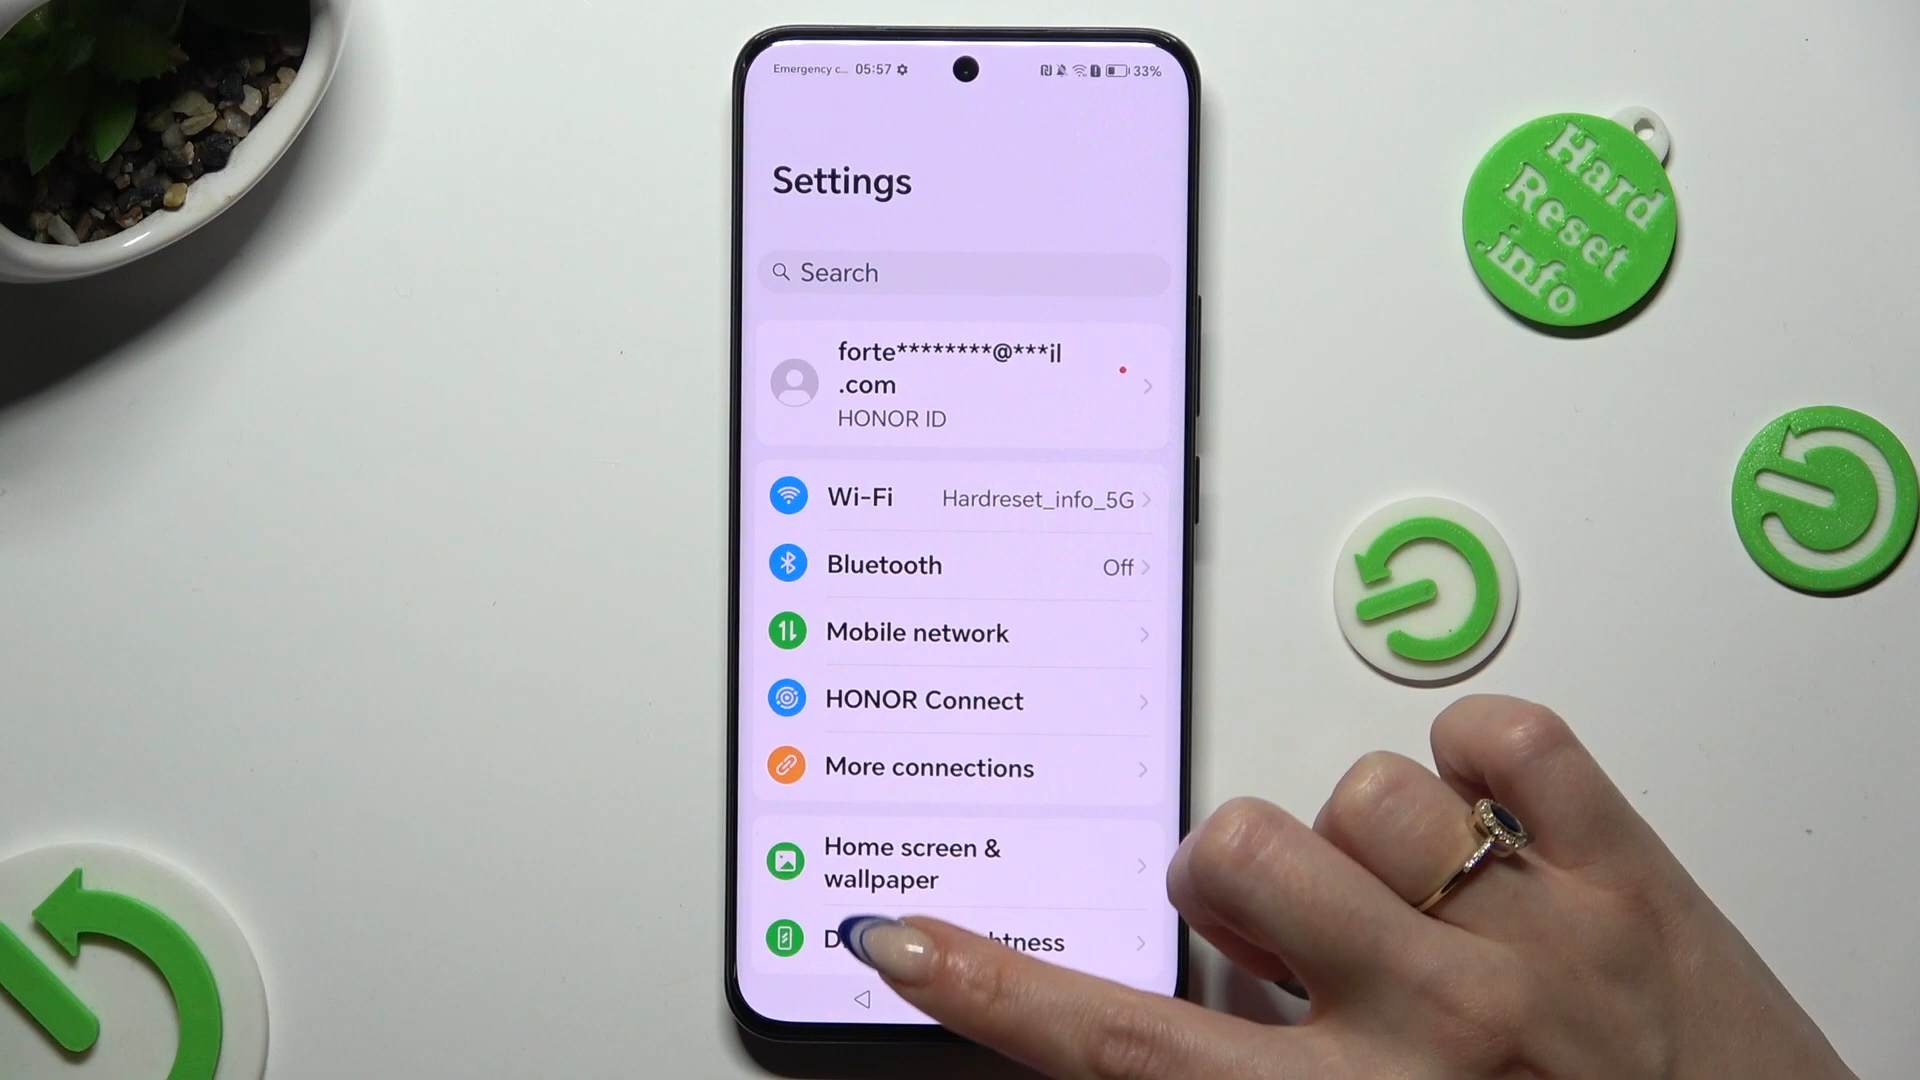 Emergency c... 05:57 33%
Settings
Search
forte********@***il
.com
HONOR ID
Wi-Fi Hardreset_info_5G
Bluetooth Off
Mobile network
HONOR Connect
More connections
Home screen &
wallpaper
Hard
Reset
.info